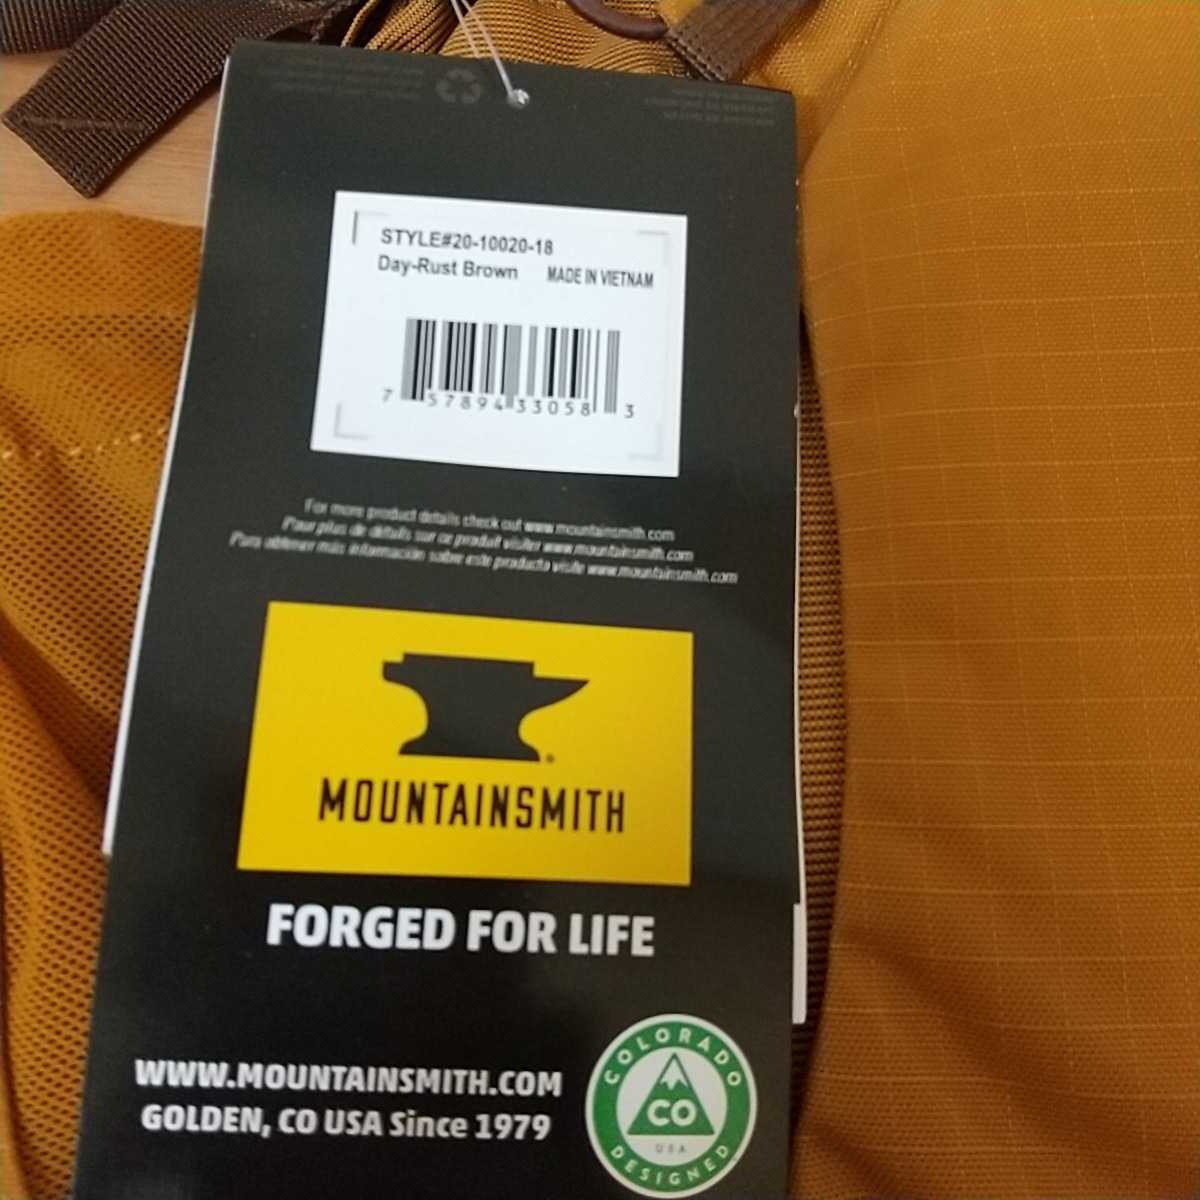 STYLE#20-10020-18
Day-Rust Brown MADE IN VIETNAM
7 57894 33058 3
For more product details check out www.mountainsmith.com
Pour plus de détails sur ce produit visiter www.mountainsmith.com
Para obtener más información sobre este producto visite www.mountainsmith.com
MOUNTAINSMITH
FORGED FOR LIFE
WWW.MOUNTAINSMITH.COM
GOLDEN, CO USA Since 1979
COLORADO
CO
USA
DESIGNED